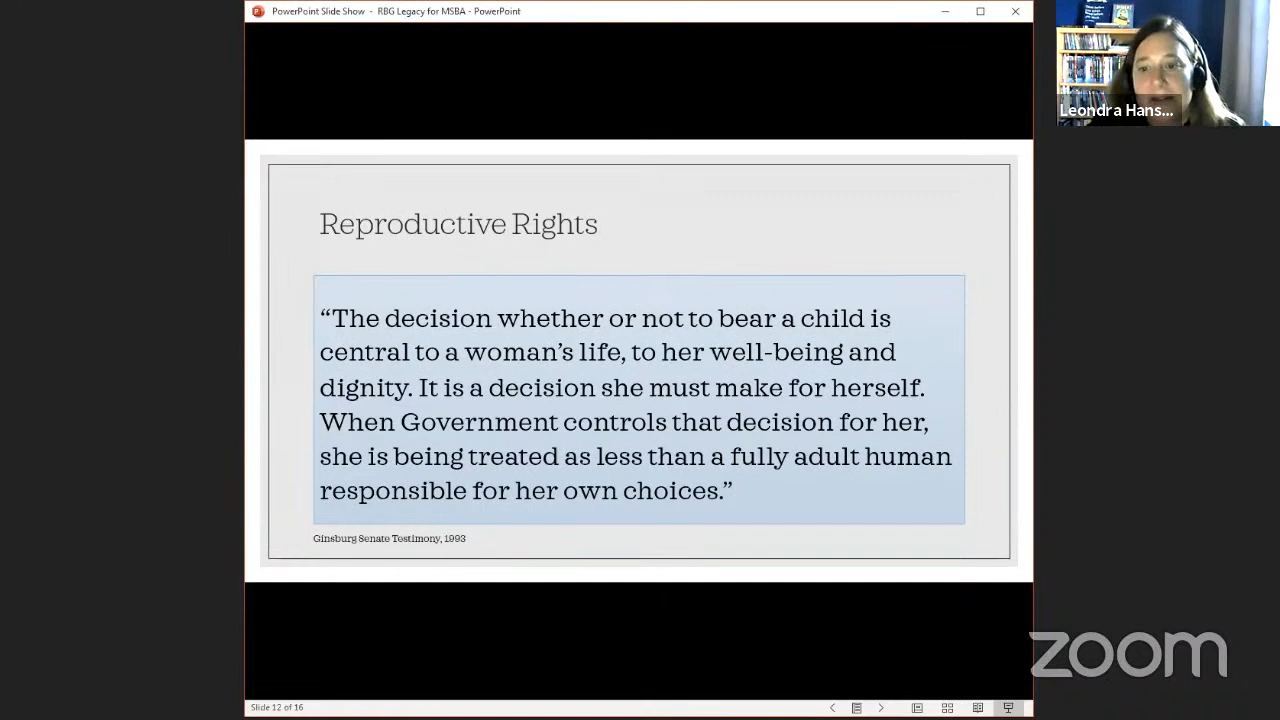 PowerPoint Slide Show - RBG Legacy for MSBA - PowerPoint
Leondra Hans...
Reproductive Rights
“The decision whether or not to bear a child is
central to a woman’s life, to her well-being and
dignity. It is a decision she must make for herself.
When Government controls that decision for her,
she is being treated as less than a fully adult human
responsible for her own choices.”
Ginsburg Senate Testimony, 1993
zoom
Slide 12 of 16